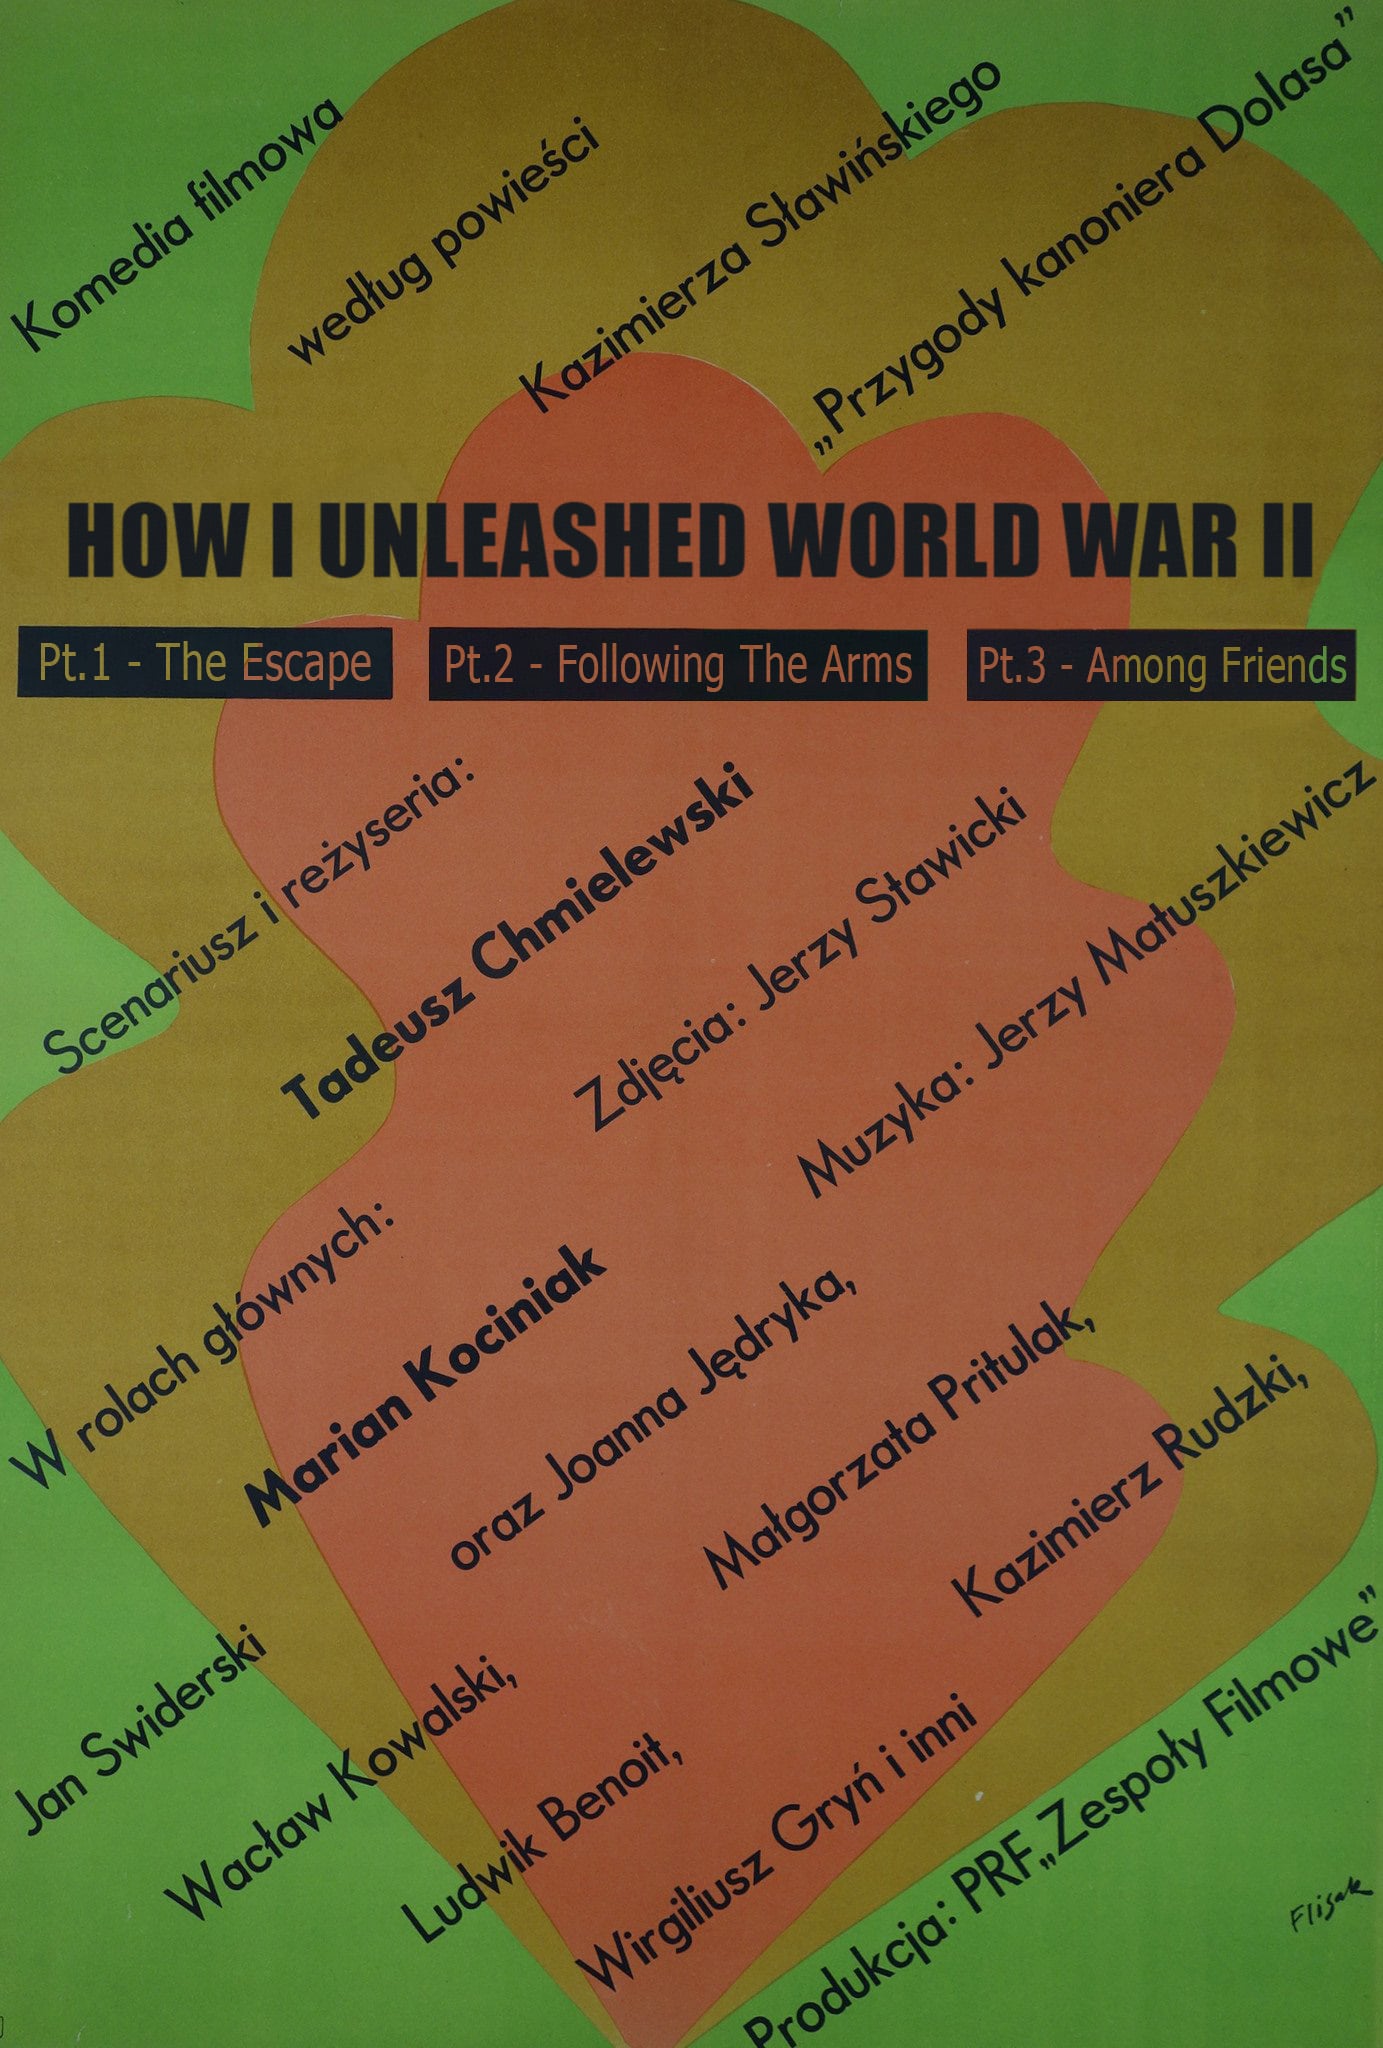 Komedia filmowa
według powieści
Kazimierza Sławińskiego
„Przygody kanoniera Dolasa”
HOW I UNLEASHED WORLD WAR II
Pt.1 - The Escape
Pt.2 - Following The Arms
Pt.3 - Among Friends
Scenariusz i reżyseria:
Tadeusz Chmielewski
Zdjęcia: Jerzy Stawicki
Muzyka: Jerzy Matuszkiewicz
W rolach głównych:
Marian Kociniak
oraz Joanna Jędryka,
Małgorzata Pritulak,
Kazimierz Rudzki,
Jan Swiderski
Wacław Kowalski,
Ludwik Benoit,
Wirgiliusz Gryń i inni
Produkcja: PRF„Zespoły Filmowe”
Flisak